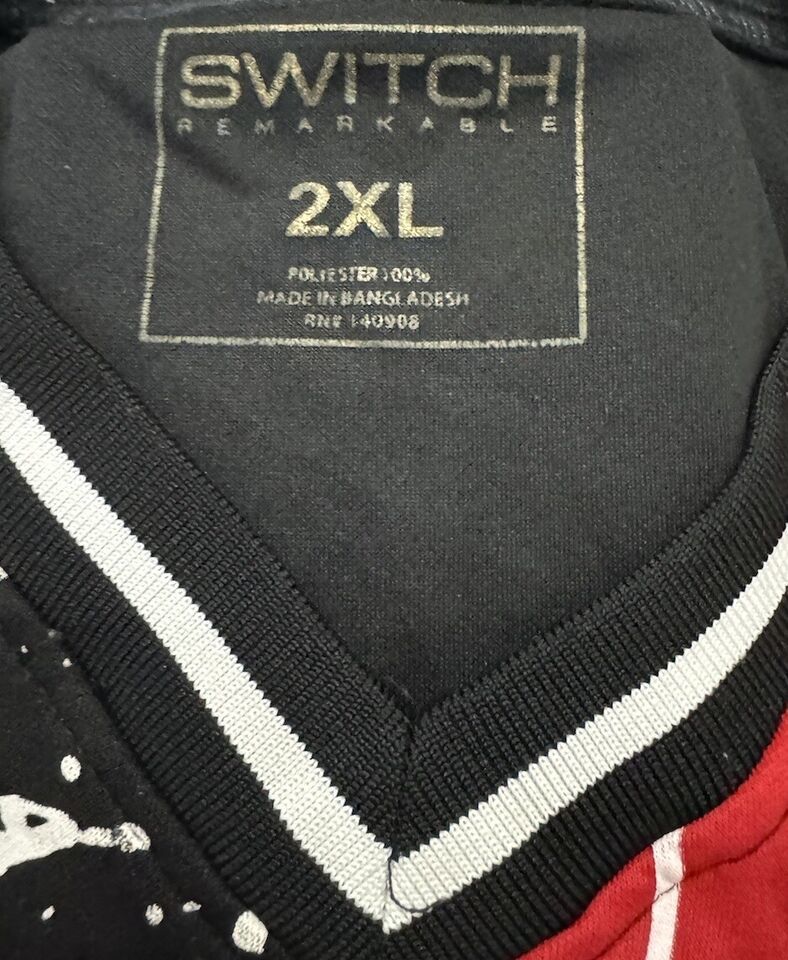 SWITCH
REMARKABLE
2XL
POLYESTER 100%
MADE IN BANGLADESH
RN# 140908